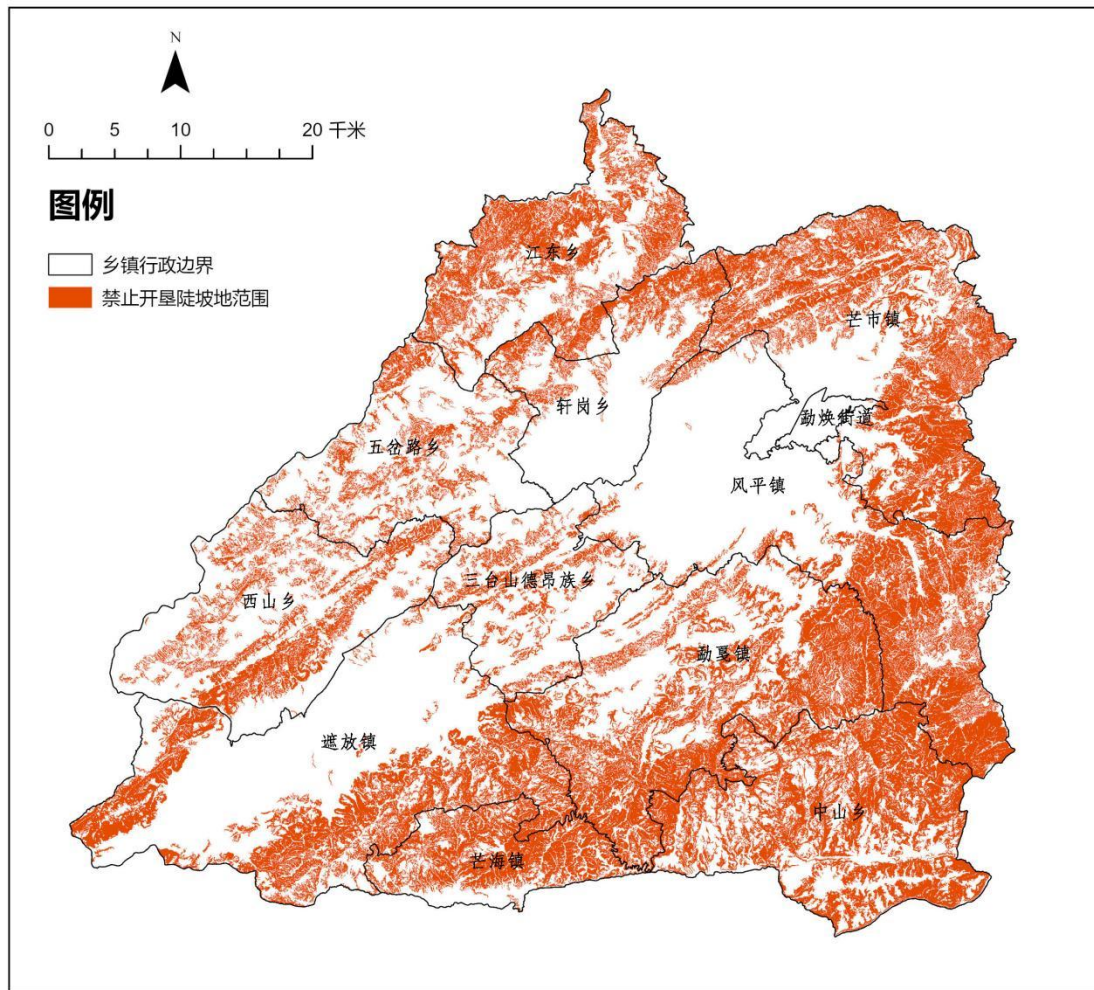 N
0 5 10 20 千米
图例
乡镇行政边界
禁止开垦陡坡地范围
江东乡
芒市镇
轩岗乡
勐焕街道
五岔路乡
风平镇
三台山德昂族乡
西山乡
勐戛镇
遮放镇
中山乡
芒海镇